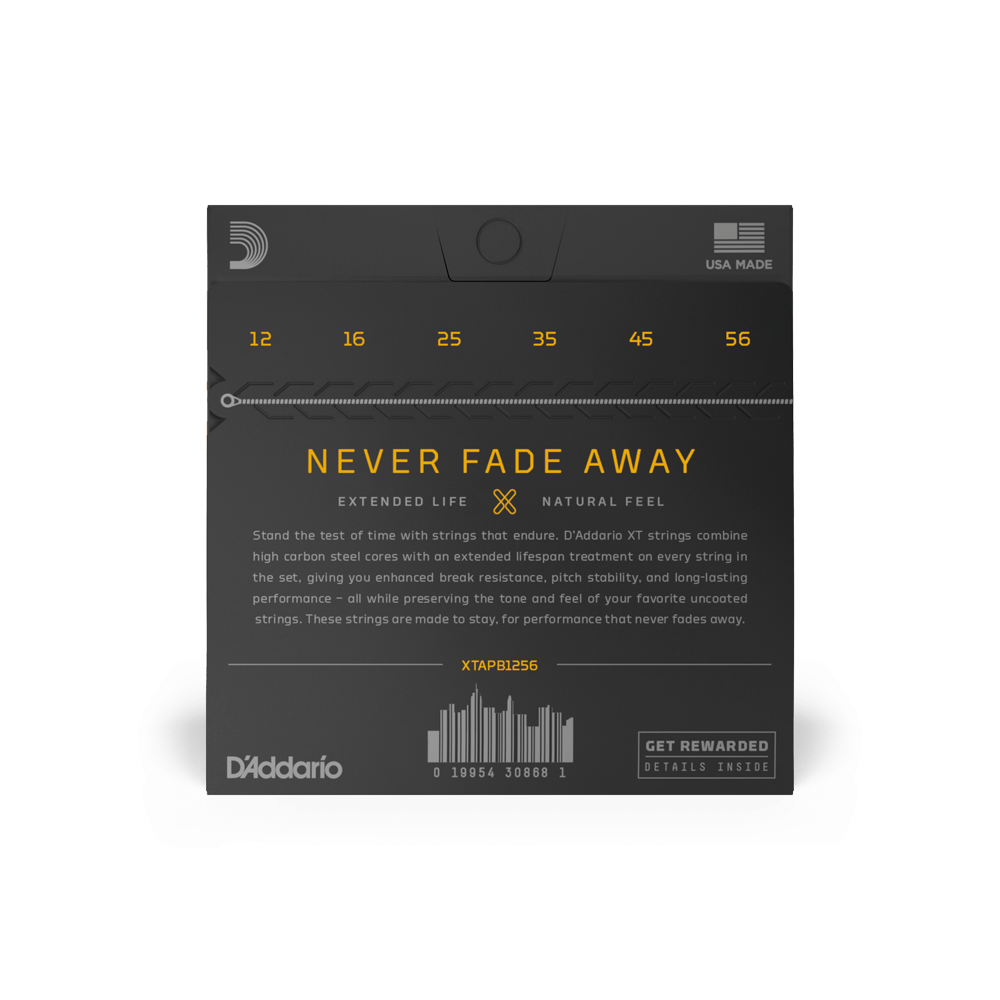 USA MADE
12 16 25 35 45 56
NEVER FADE AWAY
EXTENDED LIFE X NATURAL FEEL
Stand the test of time with strings that endure. D'Addario XT strings combine
high carbon steel cores with an extended lifespan treatment on every string in
the set, giving you enhanced break resistance, pitch stability, and long-lasting
performance – all while preserving the tone and feel of your favorite uncoated
strings. These strings are made to stay, for performance that never fades away.
XTAPB1256
0 19954 30868 1
D'Addario
GET REWARDED
DETAILS INSIDE